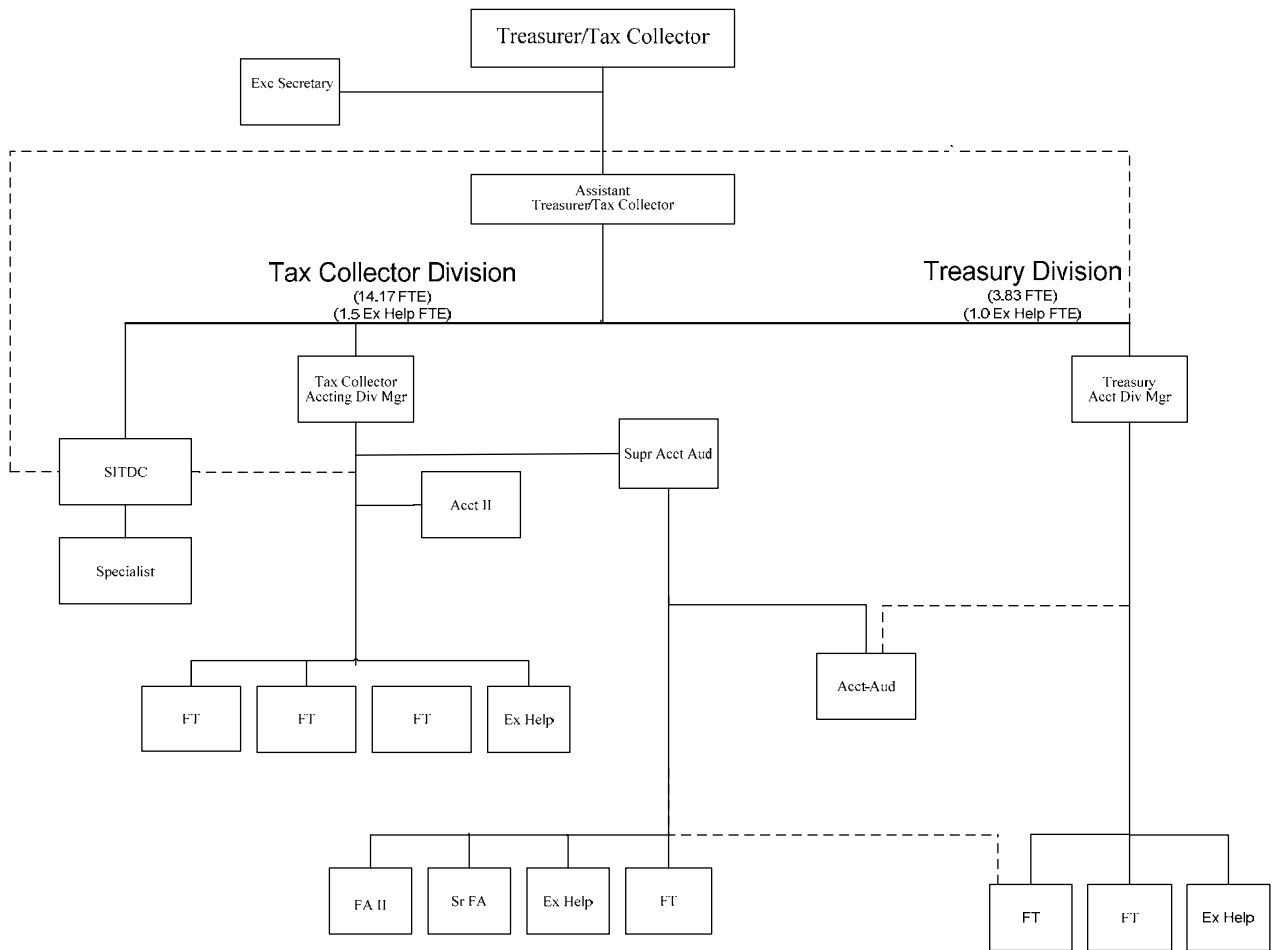 Treasurer/Tax Collector
Exc Secretary
Assistant
Treasurer/Tax Collector
Tax Collector Division
(14.17 FTE)
(1.5 Ex Help FTE)
Treasury Division
(3.83 FTE)
(1.0 Ex Help FTE)
Tax Collector
Accting Div Mgr
Treasury
Acct Div Mgr
SITDC
Supr Acct Aud
Acct II
Specialist
Acct-Aud
FT
FT
FT
Ex Help
FA II
Sr FA
Ex Help
FT
FT
FT
Ex Help